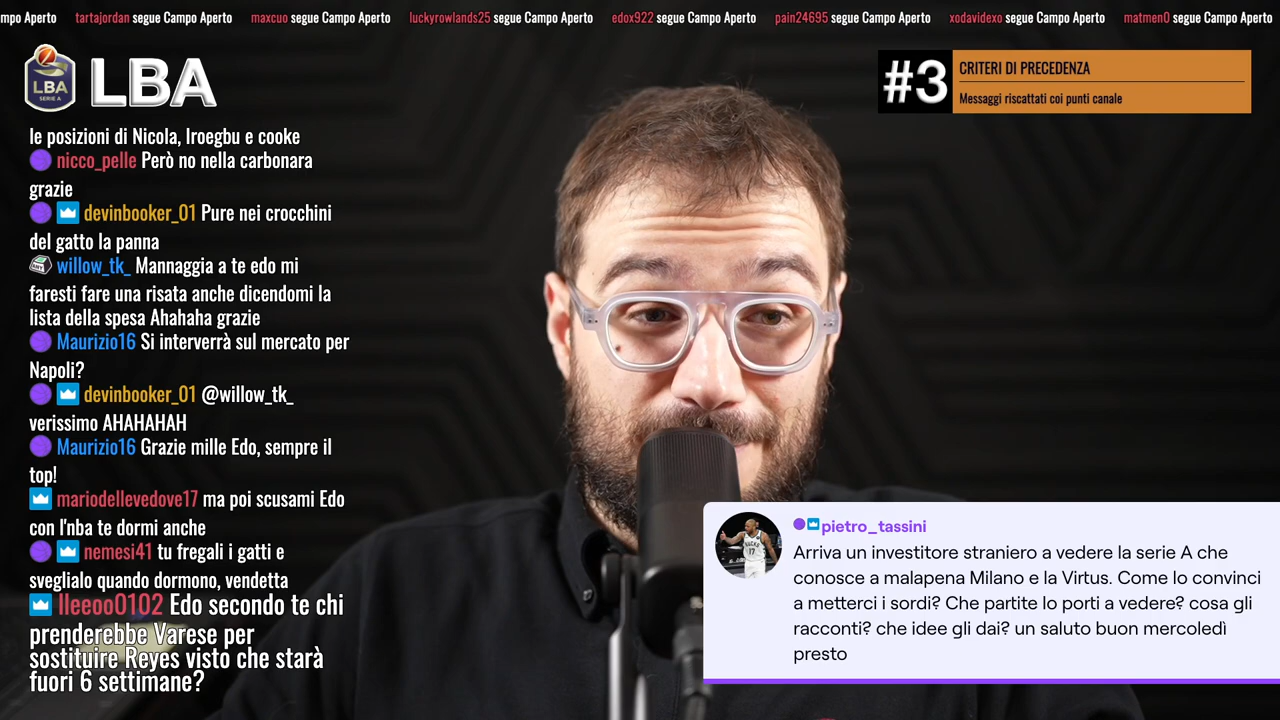 mpo Aperto tartajordan segue Campo Aperto maxcuo segue Campo Aperto luckyrowlands25 segue Campo Aperto edox922 segue Campo Aperto pain24695 segue Campo Aperto xodavidexo segue Campo Aperto matmen0 segue Campo Aperto
LBA
SERIE A
LBA
le posizioni di Nicola, Iroegbu e cooke
nicco_pelle Però no nella carbonara
grazie
devinbooker_01 Pure nei crocchini
del gatto la panna
willow_tk_ Mannaggia a te edo mi
faresti fare una risata anche dicendomi la
lista della spesa Ahahaha grazie
Maurizio16 Si interverrà sul mercato per
Napoli?
devinbooker_01 @willow_tk_
verissimo AHAHAHAH
Maurizio16 Grazie mille Edo, sempre il
top!
mariodellevedove17 ma poi scusami Edo
con l'nba te dormi anche
nemesi41 tu fregali i gatti e
sveglialo quando dormono, vendetta
lleeoo0102 Edo secondo te chi
prenderebbe Varese per
sostituire Reyes visto che starà
fuori 6 settimane?
#3
CRITERI DI PRECEDENZA
Messaggi riscattati coi punti canale
pietro_tassini
Arriva un investitore straniero a vedere la serie A che
conosce a malapena Milano e la Virtus. Come lo convinci
a metterci i sordi? Che partite lo porti a vedere? cosa gli
racconti? che idee gli dai? un saluto buon mercoledì
presto